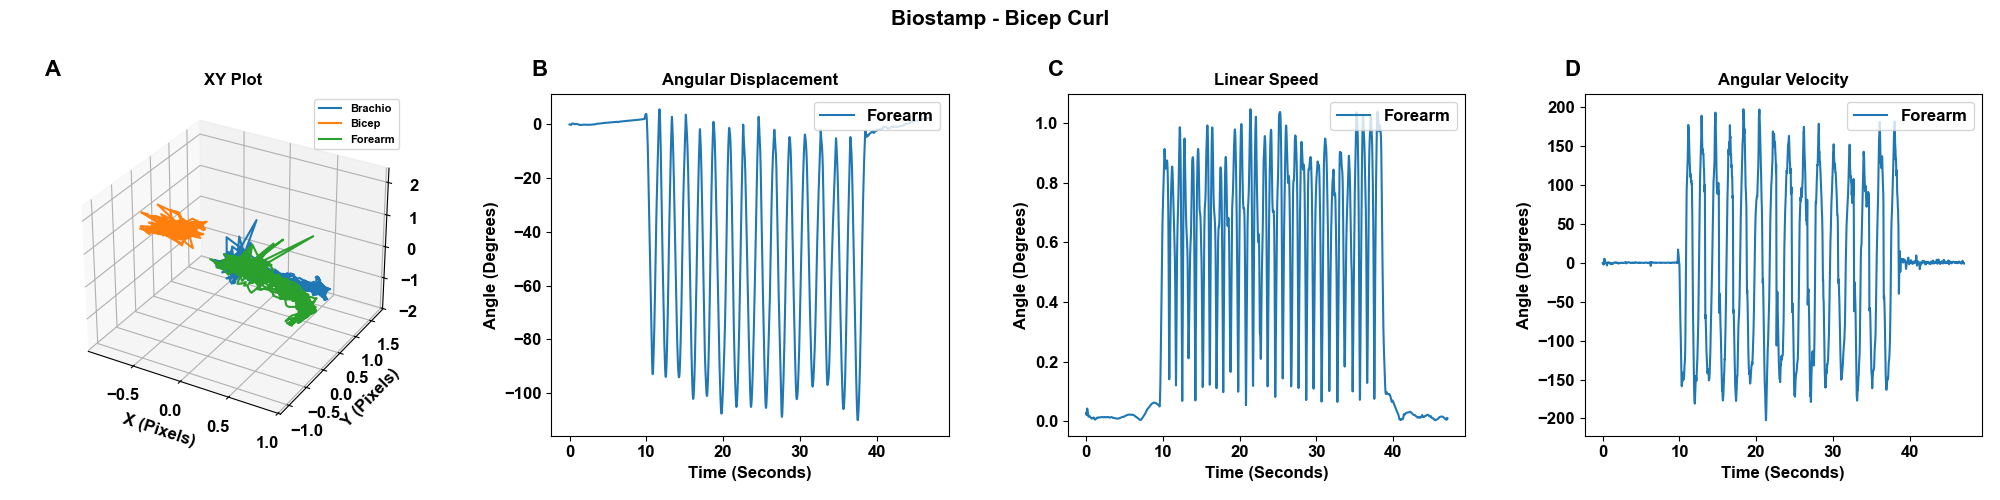 Biostamp - Bicep Curl
A
XY Plot
Brachio
Bicep
Forearm
2
1
0
−1
−2
1.5
1.0
0.5
0.0
−0.5
−1.0
Y (Pixels)
−0.5
0.0
0.5
1.0
X (Pixels)
B
Angular Displacement
Forearm
0
−20
−40
−60
−80
−100
Angle (Degrees)
0 10 20 30 40
Time (Seconds)
C
Linear Speed
Forearm
1.0
0.8
0.6
0.4
0.2
0.0
Angle (Degrees)
0 10 20 30 40
Time (Seconds)
D
Angular Velocity
Forearm
200
150
100
50
0
−50
−100
−150
−200
Angle (Degrees)
0 10 20 30 40
Time (Seconds)